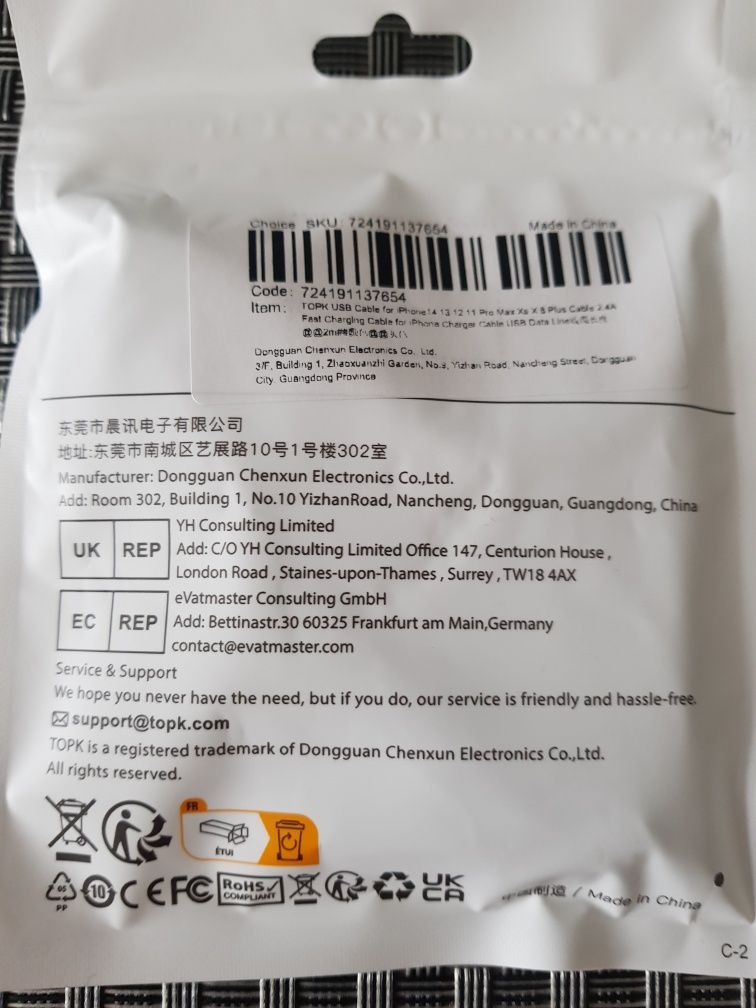 Choice SKU: 724191137654 Made in China
Code: 724191137654
Item: TOPK USB Cable for iPhone14 13 12 11 Pro Max Xs X 8 Plus Cable 2.4A
Fast Charging Cable for iPhone Charger Cable USB Data Line
Dongguan Chenxun Electronics Co. Ltd.
3/F, Building 1, Zhaoxuanzhi Garden, No.9, Yizhan Road, Nancheng Street, Dongguan
City. Guangdong Province
东莞市晨讯电子有限公司
地址:东莞市南城区艺展路10号1号楼302室
Manufacturer: Dongguan Chenxun Electronics Co.,Ltd.
Add: Room 302, Building 1, No.10 YizhanRoad, Nancheng, Dongguan, Guangdong, China
UK REP
YH Consulting Limited
Add: C/O YH Consulting Limited Office 147, Centurion House ,
London Road , Staines-upon-Thames , Surrey , TW18 4AX
EC REP
eVatmaster Consulting GmbH
Add: Bettinastr.30 60325 Frankfurt am Main,Germany
contact@evatmaster.com
Service & Support
We hope you never have the need, but if you do, our service is friendly and hassle-free.
support@topk.com
TOPK is a registered trademark of Dongguan Chenxun Electronics Co.,Ltd.
All rights reserved.
FR
ÉTUI
05 PP 10 CE FC RoHS COMPLIANT UK CA
制造 / Made in China
C-2